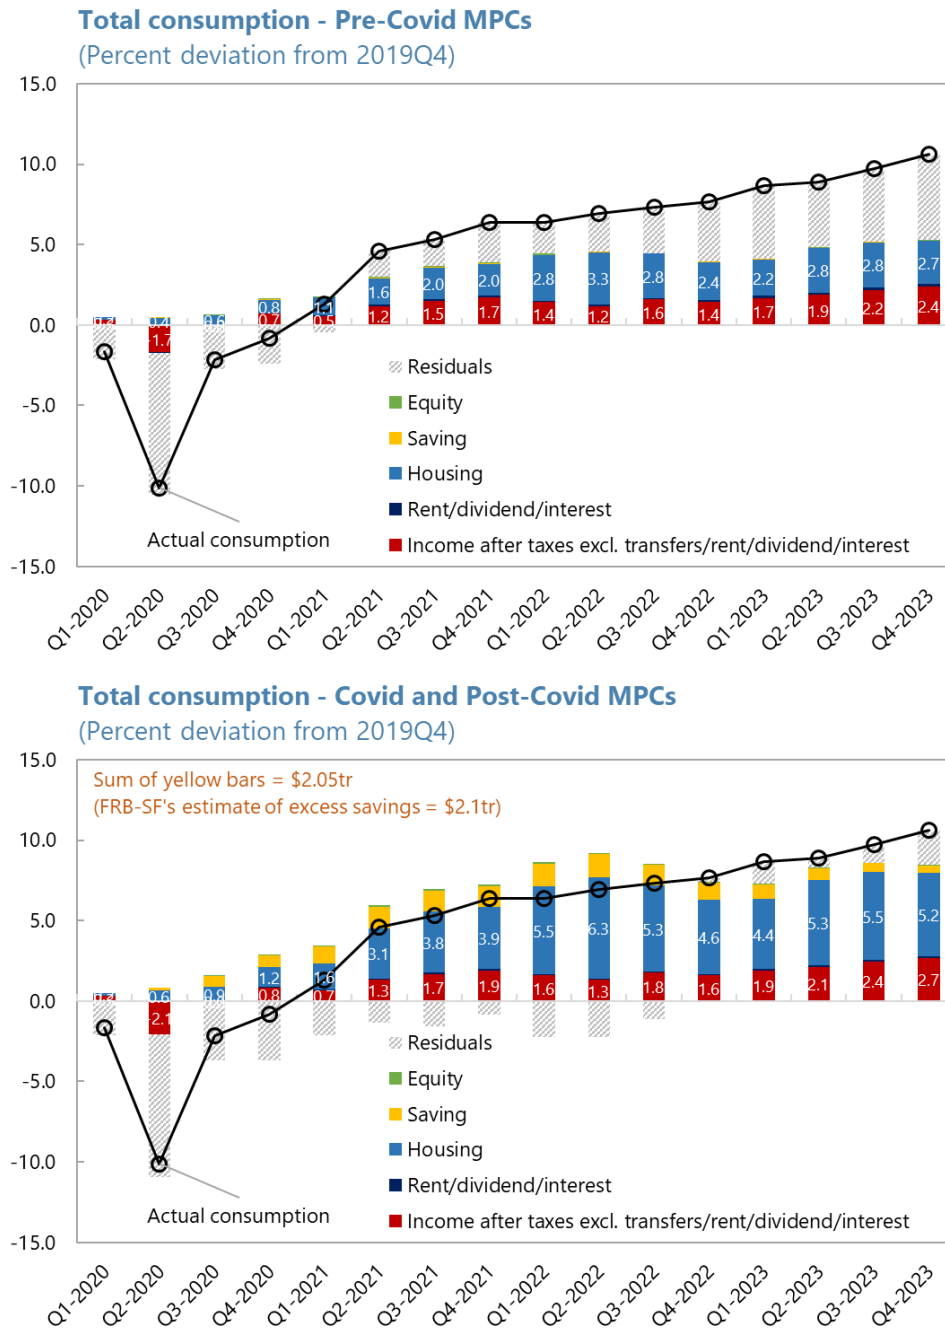 Total consumption - Pre-Covid MPCs
(Percent deviation from 2019Q4)
15.0
10.0
5.0
0.0
-5.0
-10.0
-15.0
0.4 0.6 0.8 1.1 1.6 2.0 2.0 2.8 3.3 2.8 2.4 2.2 2.8 2.8 2.7
-1.7 0.7 0.5 1.2 1.5 1.7 1.4 1.2 1.6 1.4 1.7 1.9 2.2 2.4
Residuals
Equity
Saving
Housing
Rent/dividend/interest
Income after taxes excl. transfers/rent/dividend/interest
Actual consumption
Q1-2020 Q2-2020 Q3-2020 Q4-2020 Q1-2021 Q2-2021 Q3-2021 Q4-2021 Q1-2022 Q2-2022 Q3-2022 Q4-2022 Q1-2023 Q2-2023 Q3-2023 Q4-2023
Total consumption - Covid and Post-Covid MPCs
(Percent deviation from 2019Q4)
Sum of yellow bars = $2.05tr
(FRB-SF's estimate of excess savings = $2.1tr)
15.0
10.0
5.0
0.0
-5.0
-10.0
-15.0
0.6 0.8 1.2 1.6 3.1 3.8 3.9 5.5 6.3 5.3 4.6 4.4 5.3 5.5 5.2
-2.1 0.8 0.7 1.3 1.7 1.9 1.6 1.3 1.8 1.6 1.9 2.1 2.4 2.7
Residuals
Equity
Saving
Housing
Rent/dividend/interest
Income after taxes excl. transfers/rent/dividend/interest
Actual consumption
Q1-2020 Q2-2020 Q3-2020 Q4-2020 Q1-2021 Q2-2021 Q3-2021 Q4-2021 Q1-2022 Q2-2022 Q3-2022 Q4-2022 Q1-2023 Q2-2023 Q3-2023 Q4-2023